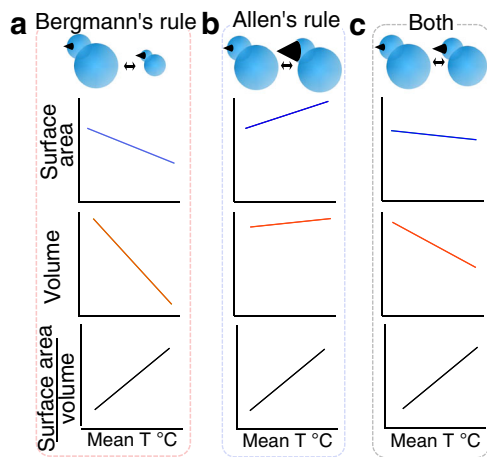 a Bergmann's rule
b Allen's rule
c Both
Surface
area
Volume
Surface area
volume
Mean T °C
Mean T °C
Mean T °C